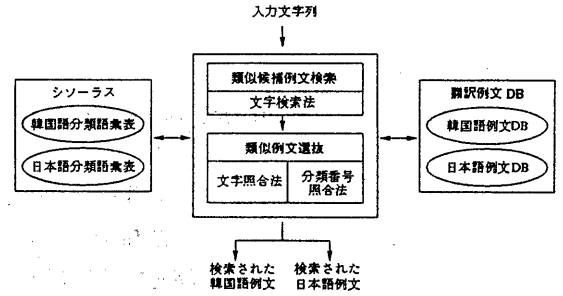 入力文字列
類似候補例文検索
文字検索法
類似例文選抜
文字照合法
分類番号
照合法
シソーラス
韓国語分類語彙表
日本語分類語彙表
翻訳例文 DB
韓国語例文DB
日本語例文DB
検索された
韓国語例文
検索された
日本語例文